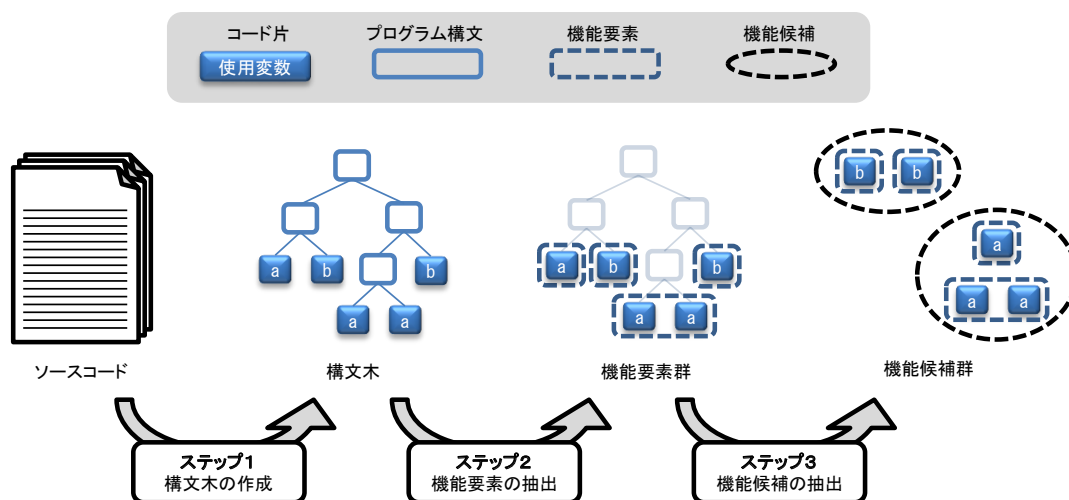 コード片
プログラム構文
機能要素
機能候補
使用変数
b b
a
a a
a b b
a a
a b b
a a
ソースコード
構文木
機能要素群
機能候補群
ステップ1
構文木の作成
ステップ2
機能要素の抽出
ステップ3
機能候補の抽出